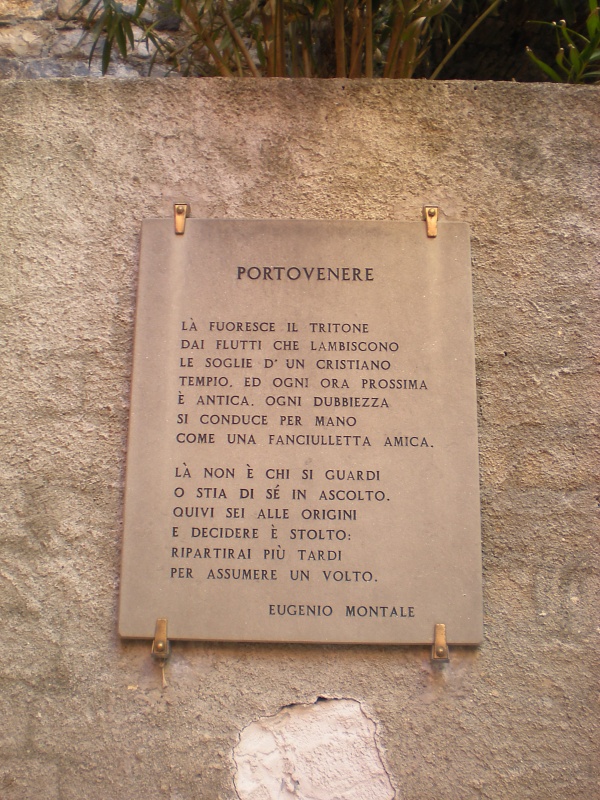 PORTOVENERE
LÀ FUORESCE IL TRITONE
DAI FLUTTI CHE LAMBISCONO
LE SOGLIE D' UN CRISTIANO
TEMPIO, ED OGNI ORA PROSSIMA
È ANTICA. OGNI DUBBIEZZA
SI CONDUCE PER MANO
COME UNA FANCIULLETTA AMICA.
LÀ NON È CHI SI GUARDI
O STIA DI SÉ IN ASCOLTO.
QUIVI SEI ALLE ORIGINI
E DECIDERE È STOLTO:
RIPARTIRAI PIÙ TARDI
PER ASSUMERE UN VOLTO.
EUGENIO MONTALE